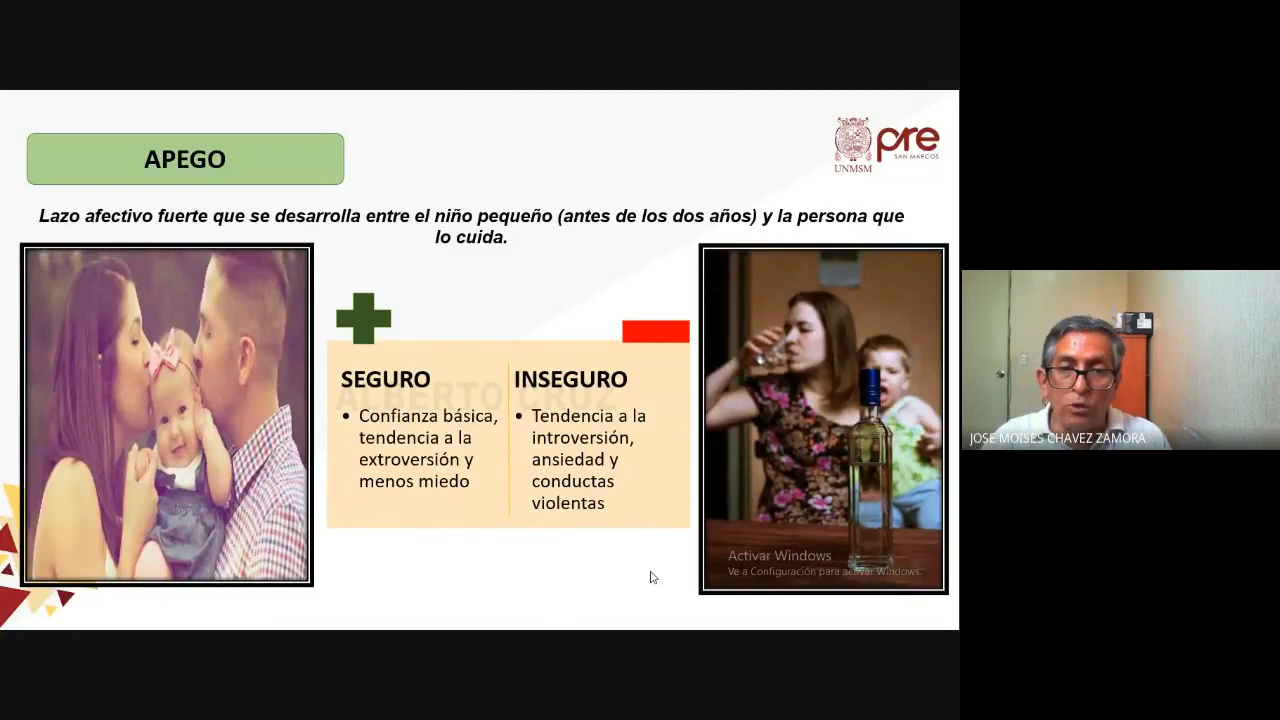 APEGO
pre
SAN MARCOS
UNMSM
Lazo afectivo fuerte que se desarrolla entre el niño pequeño (antes de los dos años) y la persona que
lo cuida.
ALBERTO CRUZ
SEGURO
• Confianza básica,
tendencia a la
extroversión y
menos miedo
INSEGURO
• Tendencia a la
introversión,
ansiedad y
conductas
violentas
Activar Windows
Ve a Configuración para activar Windows.
JOSE MOISES CHAVEZ ZAMORA